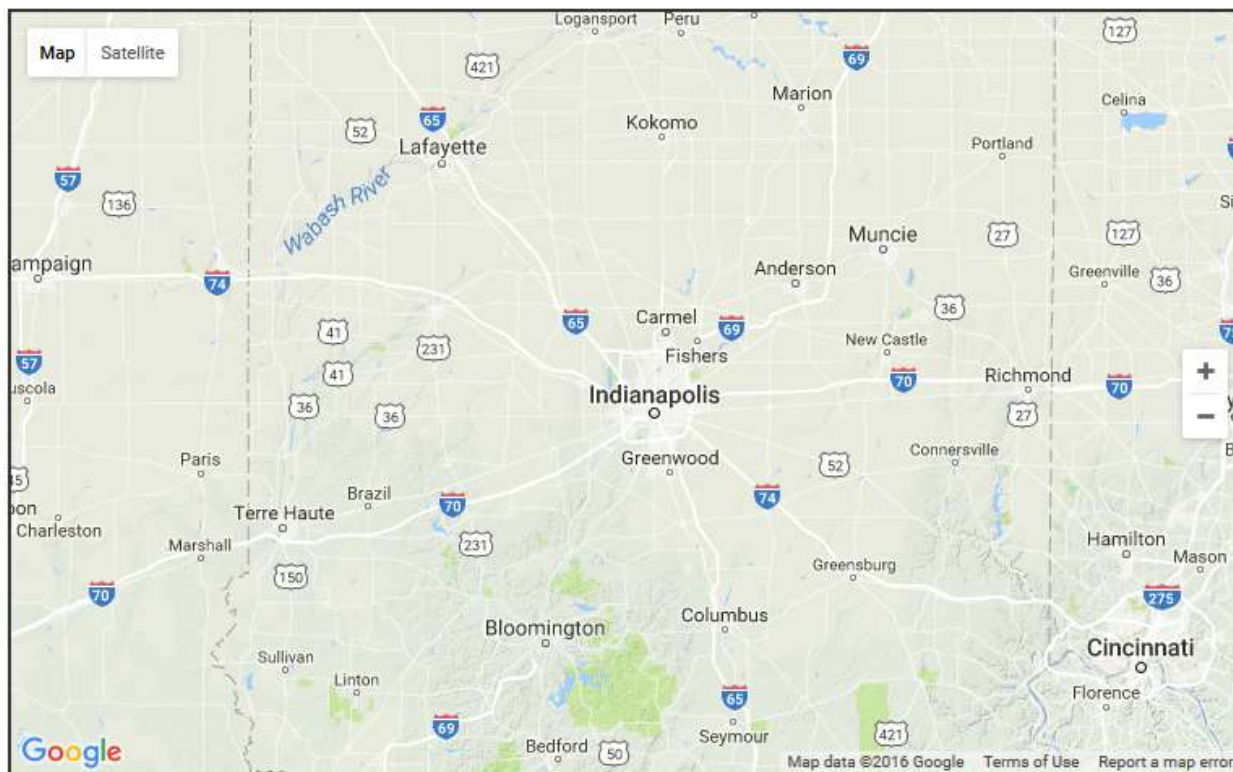 Logansport
Peru
127
Map
Satellite
421
69
Marion
Celina
65
52
Kokomo
Lafayette
Portland
57
136
Wabash River
Muncie
27
127
ampaign
74
Anderson
Greenville
36
36
65
Carmel
69
41
231
Fishers
New Castle
57
41
70
Richmond
70
+
uscola
36
36
Indianapolis
27
−
Paris
Greenwood
52
Connersville
45
Brazil
70
74
oon
Terre Haute
Charleston
Marshall
231
Hamilton
Mason
150
Greensburg
70
275
Columbus
Bloomington
Cincinnati
Sullivan
Linton
65
Florence
69
Seymour
421
Google
Bedford
50
Map data ©2016 Google
Terms of Use
Report a map error